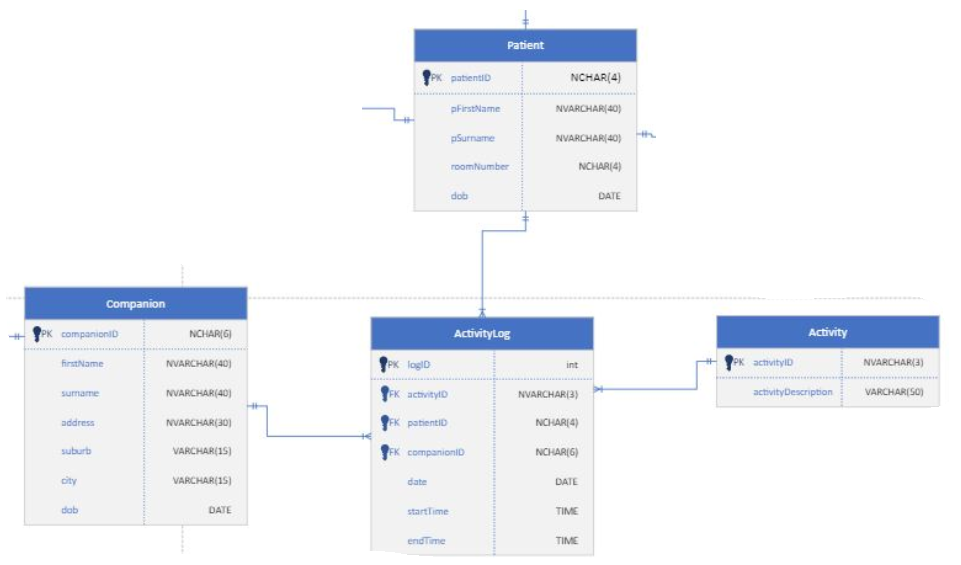 Patient
PK patientID NCHAR(4)
pFirstName NVARCHAR(40)
pSurname NVARCHAR(40)
roomNumber NCHAR(4)
dob DATE
Companion
PK companionID NCHAR(6)
firstName NVARCHAR(40)
surname NVARCHAR(40)
address NVARCHAR(30)
suburb VARCHAR(15)
city VARCHAR(15)
dob DATE
ActivityLog
PK logID int
FK activityID NVARCHAR(3)
FK patientID NCHAR(4)
FK companionID NCHAR(6)
date DATE
startTime TIME
endTime TIME
Activity
PK activityID NVARCHAR(3)
activityDescription VARCHAR(50)